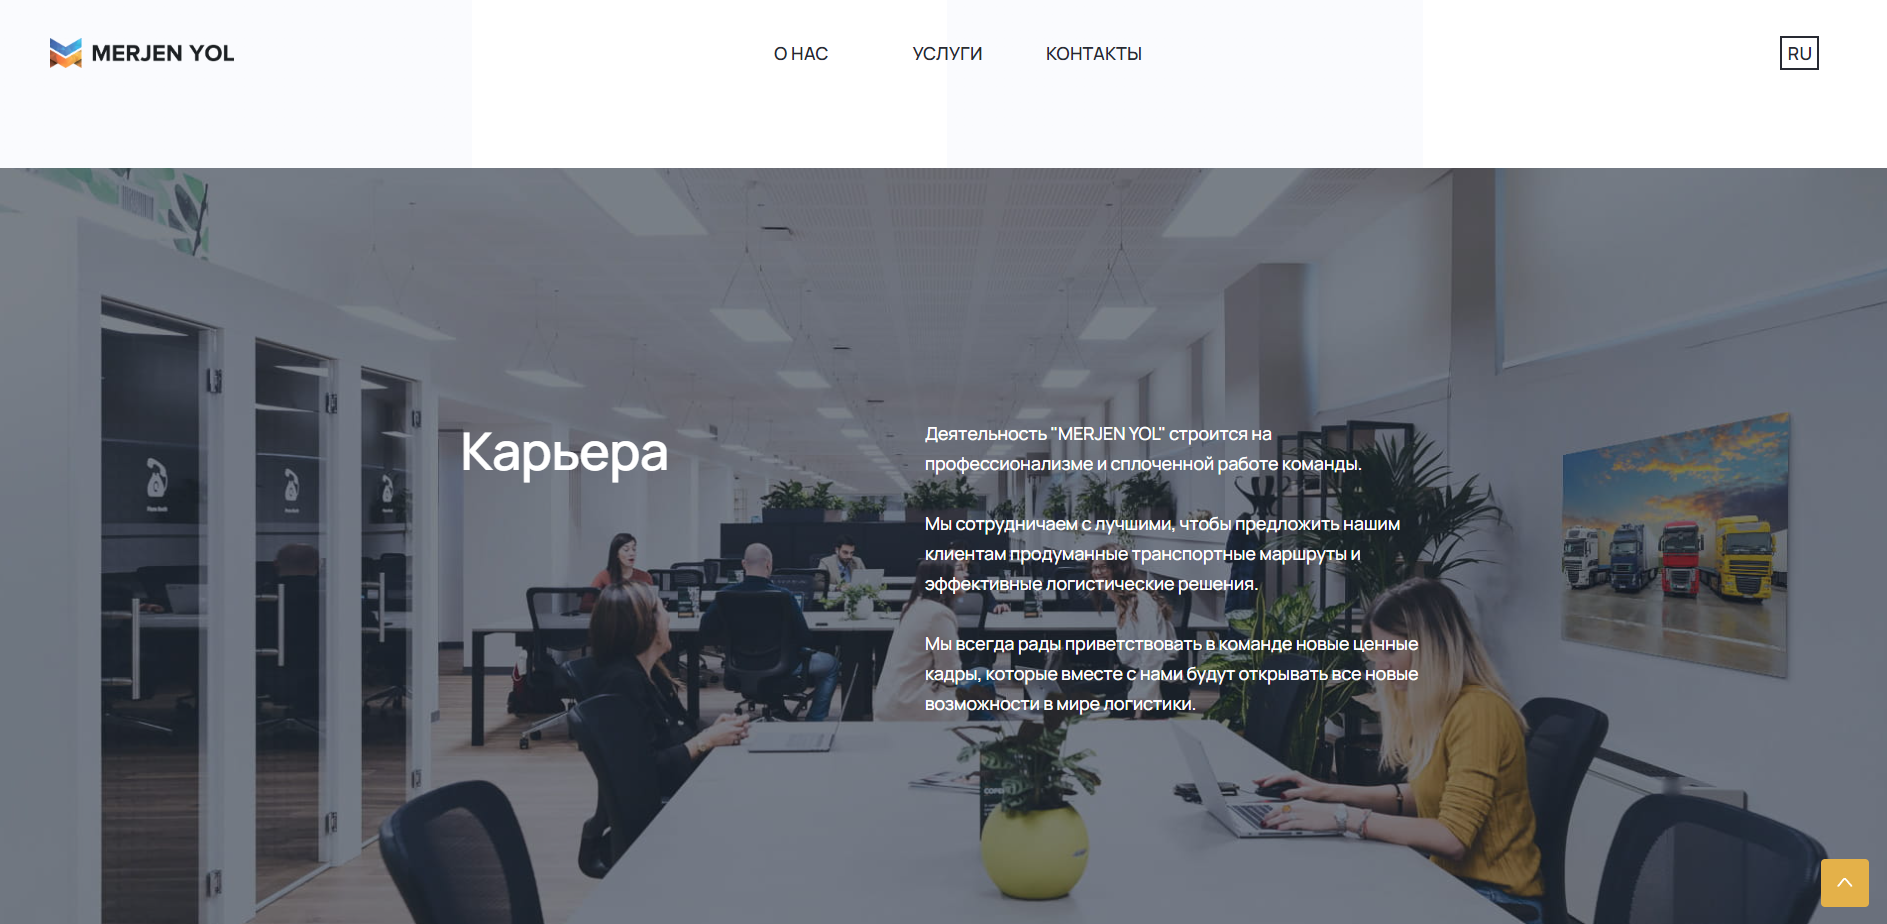 MERJEN YOL
О НАС
УСЛУГИ
КОНТАКТЫ
RU
Карьера
Деятельность "MERJEN YOL" строится на
профессионализме и сплоченной работе команды.
Мы сотрудничаем с лучшими, чтобы предложить нашим
клиентам продуманные транспортные маршруты и
эффективные логистические решения.
Мы всегда рады приветствовать в команде новые ценные
кадры, которые вместе с нами будут открывать все новые
возможности в мире логистики.